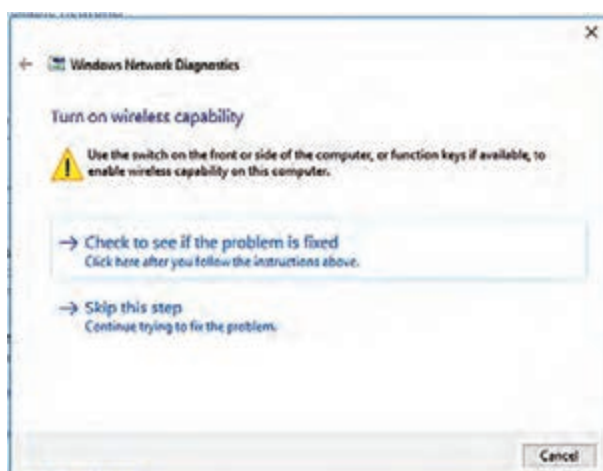 Windows Network Diagnostics
Turn on wireless capability
Use the switch on the front or side of the computer, or function keys if available, to
enable wireless capability on this computer.
→ Check to see if the problem is fixed
Click here after you follow the instructions above.
→ Skip this step
Continue trying to fix the problem.
Cancel